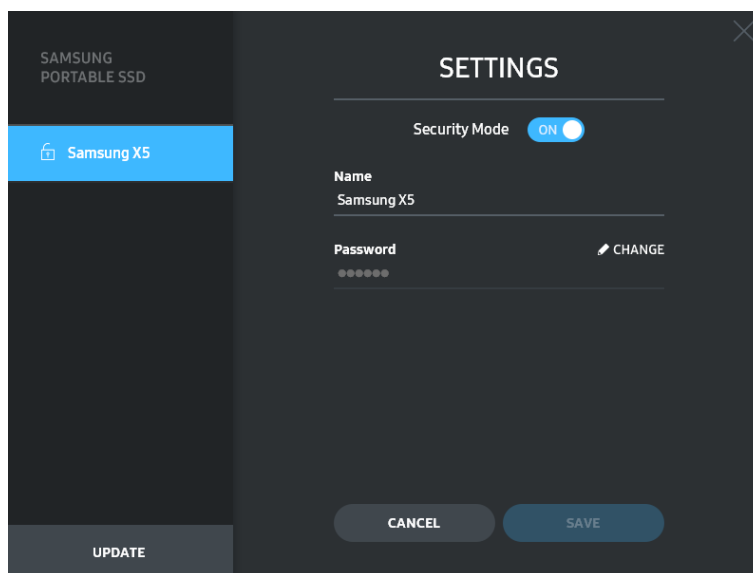 SAMSUNG
PORTABLE SSD
Samsung X5
UPDATE
SETTINGS
Security Mode ON
Name
Samsung X5
Password CHANGE
●●●●●●
CANCEL SAVE